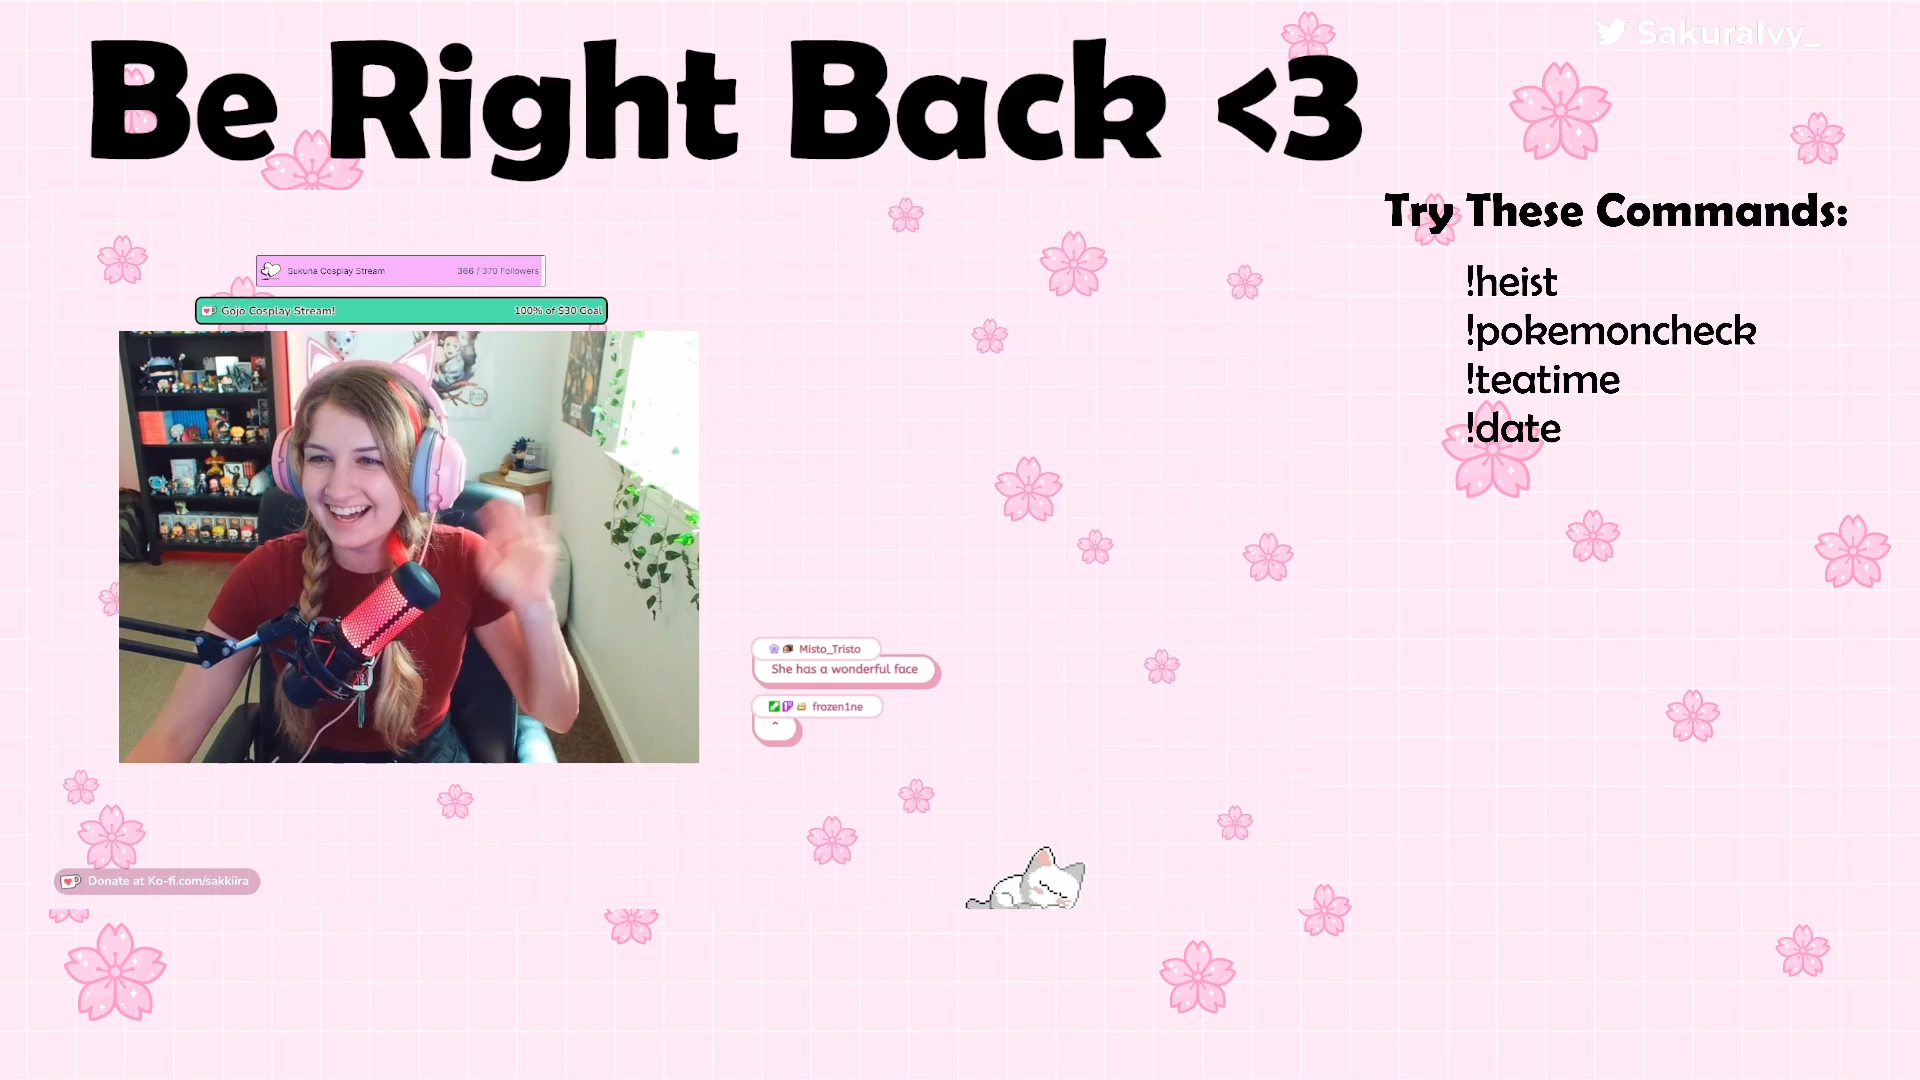 SakuraIvy_
Be Right Back <3
Try These Commands:
!heist
!pokemoncheck
!teatime
!date
Sukuna Cosplay Stream 366 / 370 Followers
Gojo Cosplay Stream! 100% of $30 Goal
Misto_Tristo
She has a wonderful face
frozen1ne
^
Donate at Ko-fi.com/sakkiira